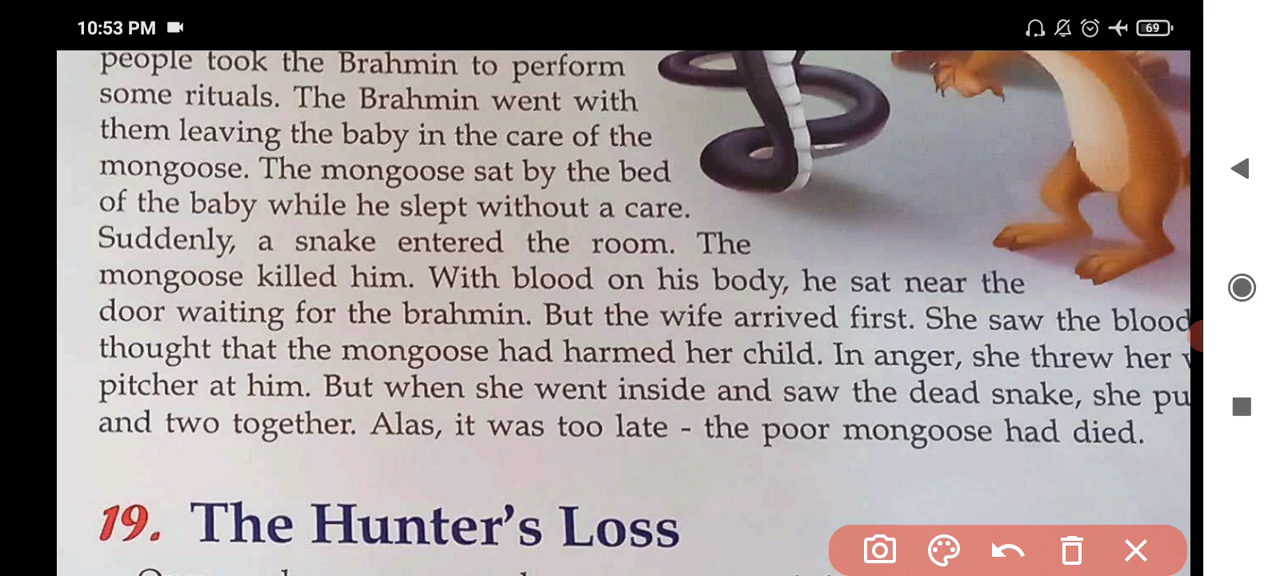 10:53 PM
69
people took the Brahmin to perform
some rituals. The Brahmin went with
them leaving the baby in the care of the
mongoose. The mongoose sat by the bed
of the baby while he slept without a care.
Suddenly, a snake entered the room. The
mongoose killed him. With blood on his body, he sat near the
door waiting for the brahmin. But the wife arrived first. She saw the blood
thought that the mongoose had harmed her child. In anger, she threw her
pitcher at him. But when she went inside and saw the dead snake, she pu
and two together. Alas, it was too late - the poor mongoose had died.
19. The Hunter's Loss